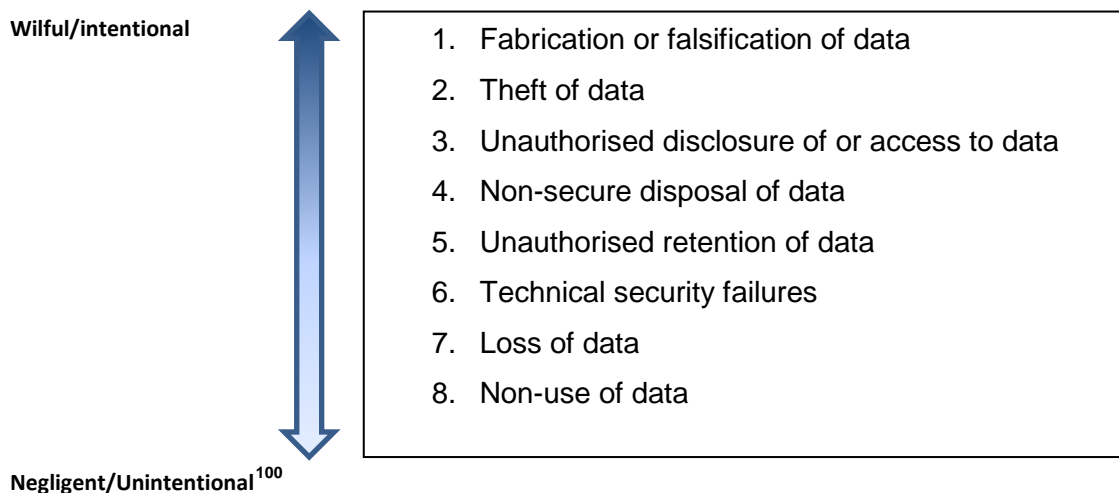 Wilful/intentional
1. Fabrication or falsification of data
2. Theft of data
3. Unauthorised disclosure of or access to data
4. Non-secure disposal of data
5. Unauthorised retention of data
6. Technical security failures
7. Loss of data
8. Non-use of data
Negligent/Unintentional100